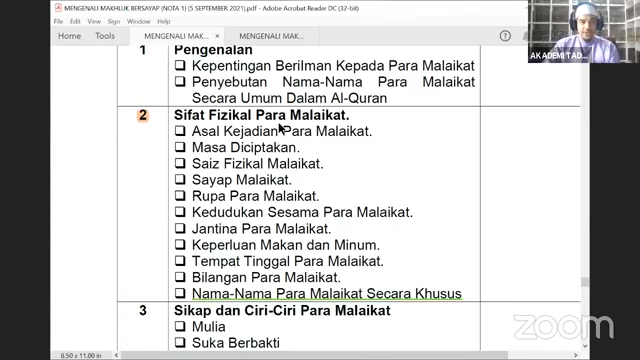 MENGENALI MAKHLUK BERSAYAP (NOTA 1) (5 SEPTEMBER 2021).pdf - Adobe Acrobat Reader DC (32-bit)
File Edit View Sign Window Help
Home Tools MENGENALI MAK... × MENGENALI MAK...
1 Pengenalan
❑ Kepentingan Berilman Kepada Para Malaikat
❑ Penyebutan Nama-Nama Para Malaikat
Secara Umum Dalam Al-Quran
2 Sifat Fizikal Para Malaikat.
❑ Asal Kejadian Para Malaikat.
❑ Masa Diciptakan.
❑ Saiz Fizikal Malaikat.
❑ Sayap Malaikat.
❑ Rupa Para Malaikat.
❑ Kedudukan Sesama Para Malaikat.
❑ Jantina Para Malaikat.
❑ Keperluan Makan dan Minum.
❑ Tempat Tinggal Para Malaikat.
❑ Bilangan Para Malaikat.
❑ Nama-Nama Para Malaikat Secara Khusus
3 Sikap dan Ciri-Ciri Para Malaikat
❑ Mulia
❑ Suka Berbakti
8.50 x 11.00 in
AKADEMI TAD...
zoom